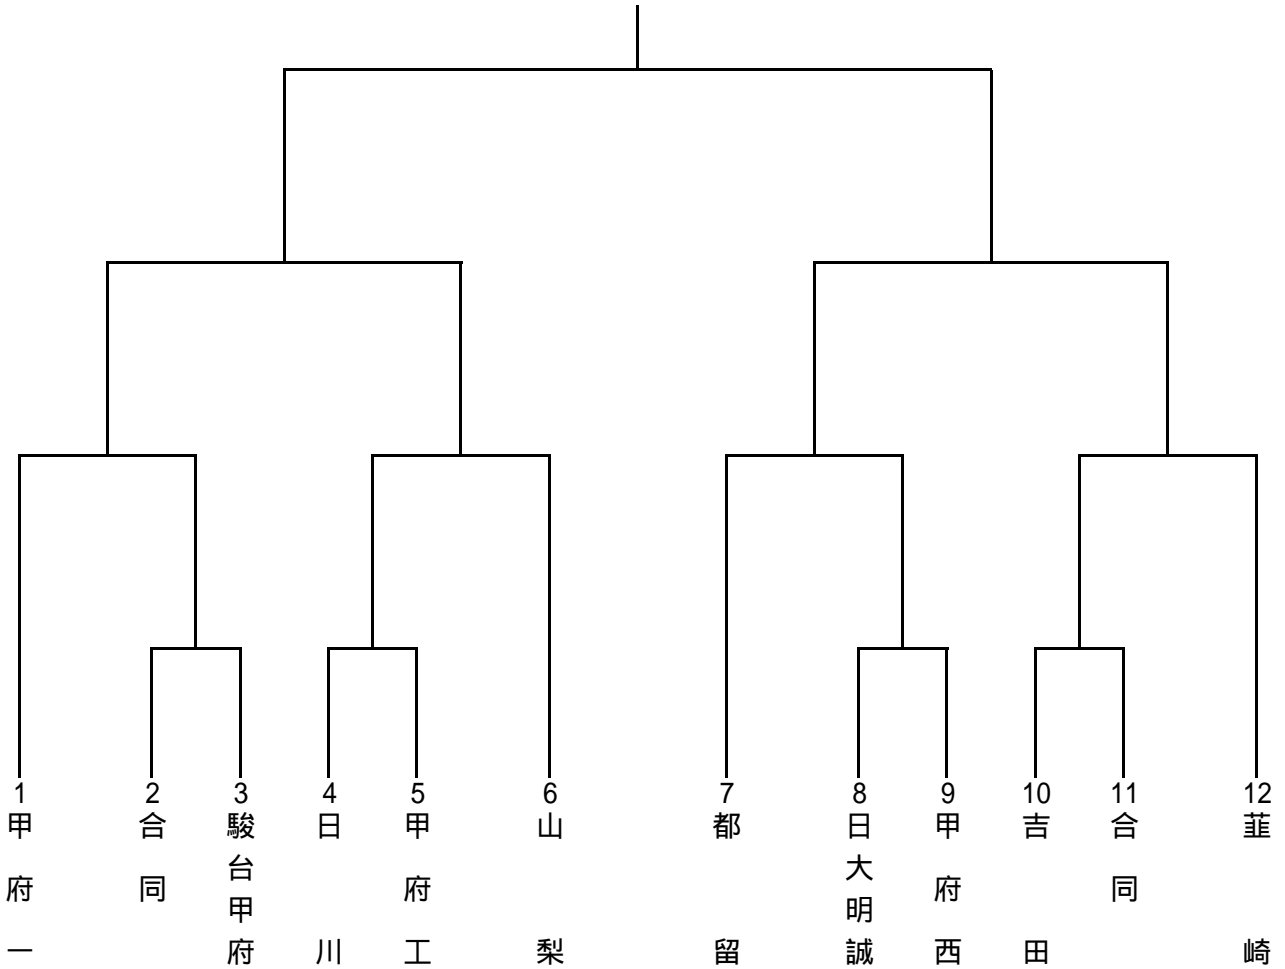 1 甲府一
2 合同
3 駿台甲府
4 日川
5 甲府工
6 山梨
7 都留
8 日大明誠
9 甲府西
10 吉田
11 合同
12 韮崎